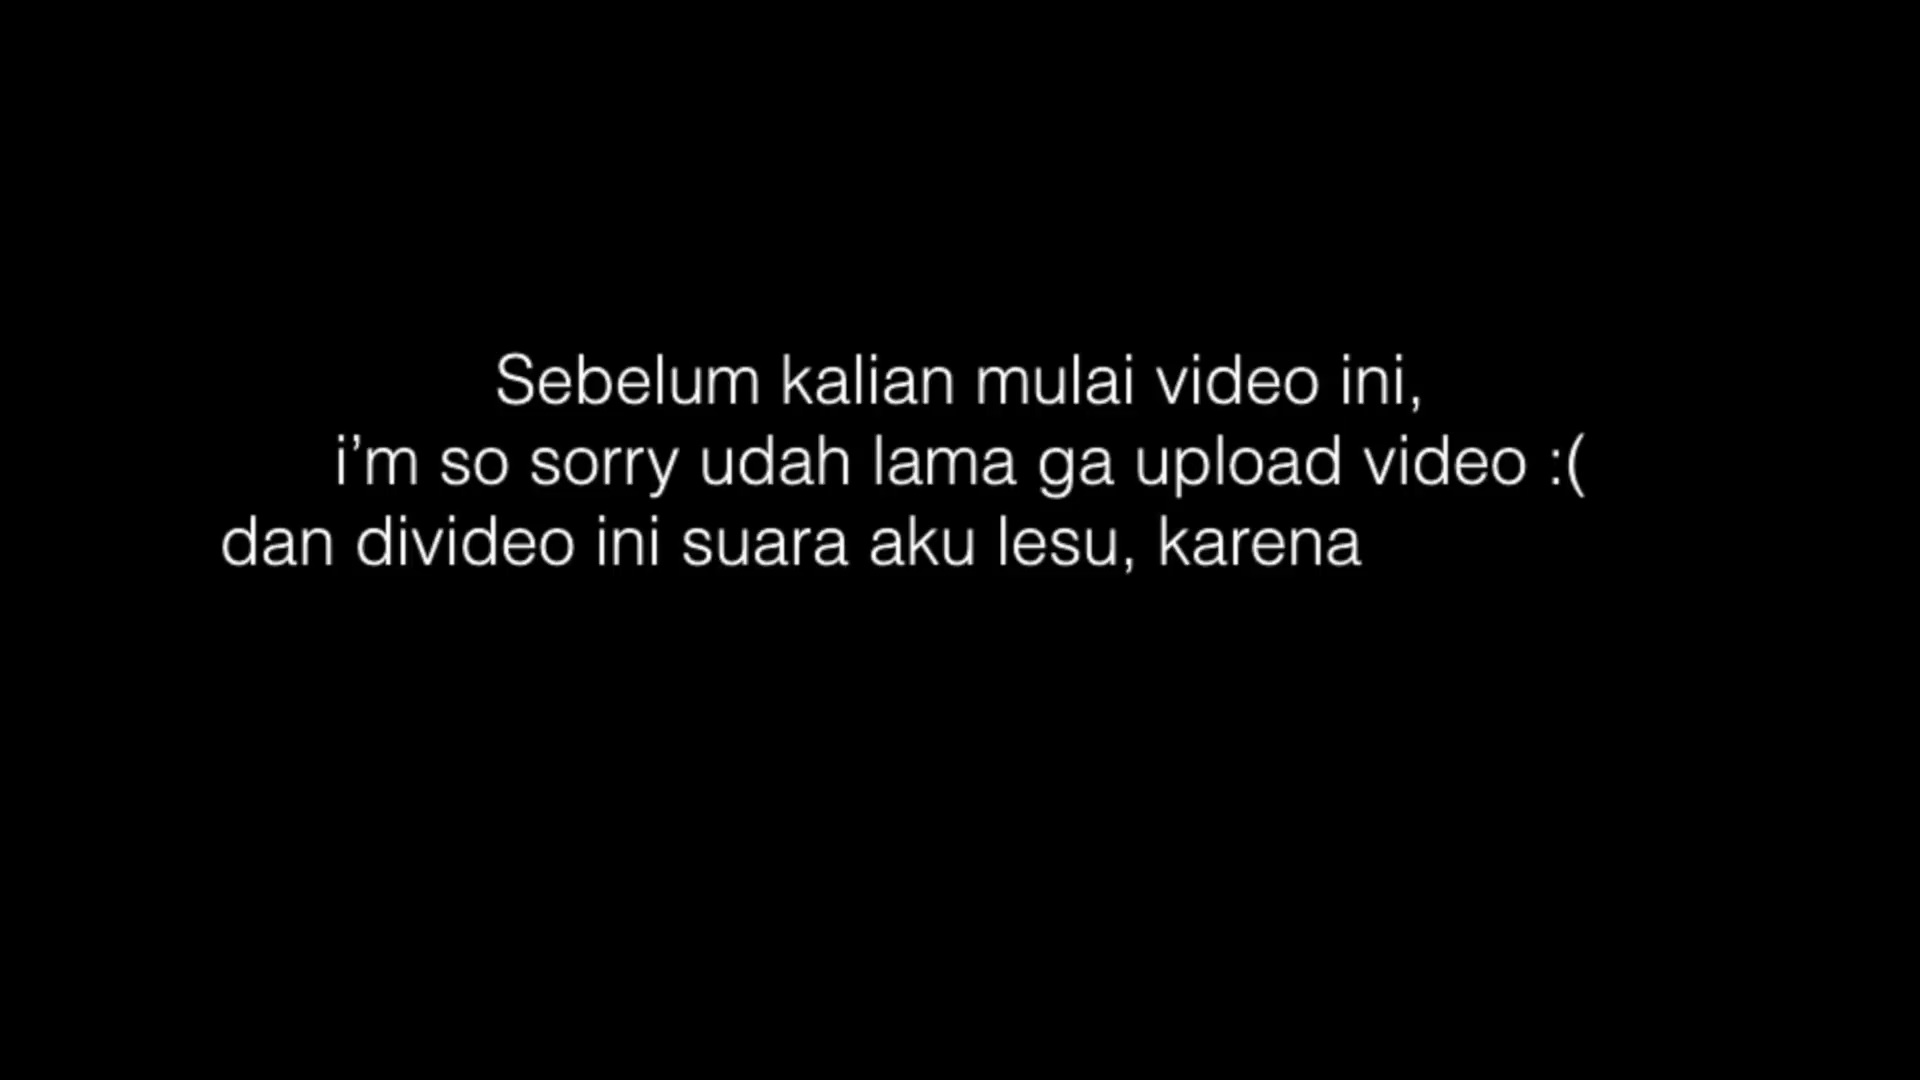 Sebelum kalian mulai video ini,
i’m so sorry udah lama ga upload video :(
dan divideo ini suara aku lesu, karena